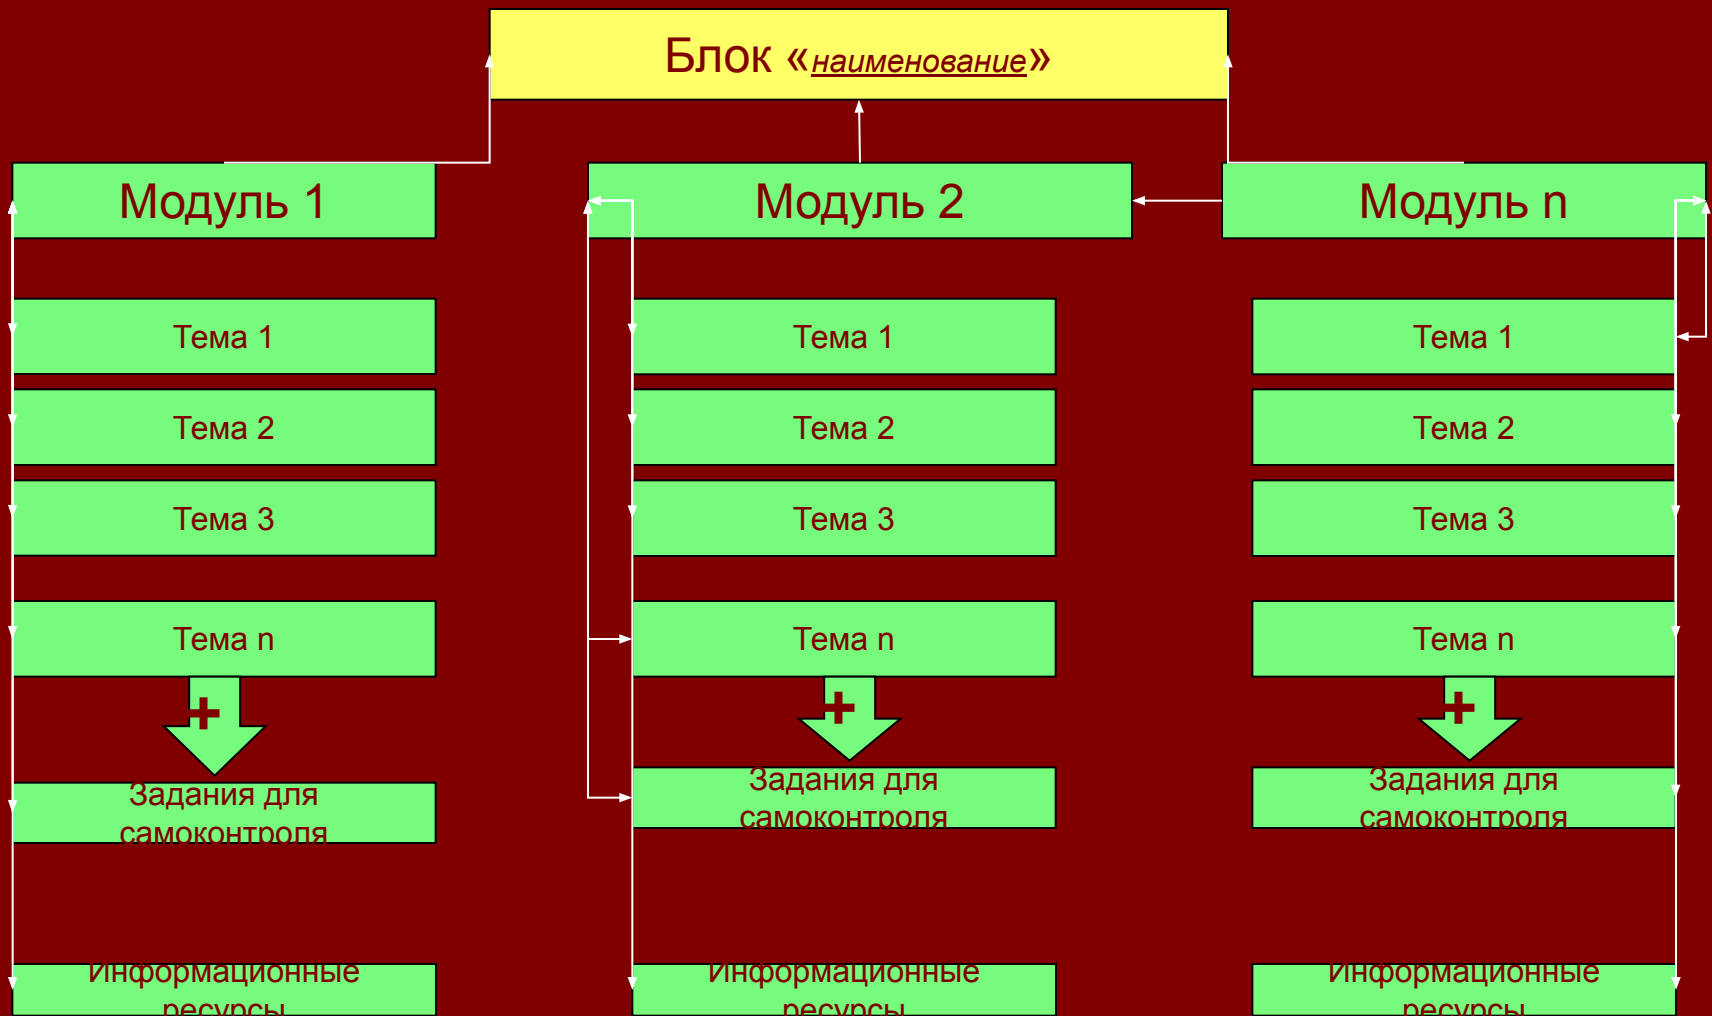 Блок «наименование»
Модуль 1
Модуль 2
Модуль n
Тема 1
Тема 1
Тема 1
Тема 2
Тема 2
Тема 2
Тема 3
Тема 3
Тема 3
Тема n
Тема n
Тема n
+
+
+
Задания для
самоконтроля
Задания для
самоконтроля
Задания для
самоконтроля
Информационные
ресурсы
Информационные
ресурсы
Информационные
ресурсы